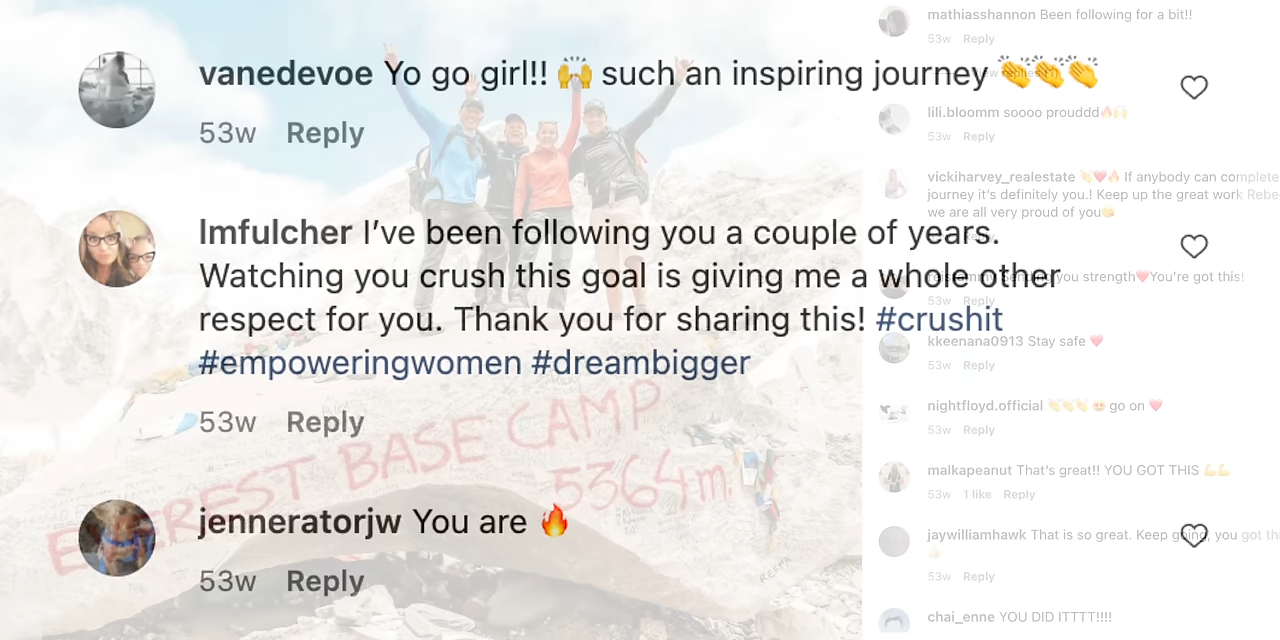 vanedevoe Yo go girl!! 🙌 such an inspiring journey 👏👏👏
53w Reply
lmfulcher I've been following you a couple of years.
Watching you crush this goal is giving me a whole other
respect for you. Thank you for sharing this! #crushit
#empoweringwomen #dreambigger
53w Reply
jenneratorjw You are 🔥
53w Reply
EVEREST BASE CAMP
5364m.
mathiasshannon Been following for a bit!!
53w Reply
lili.bloomm soooo prouddd🔥🙌
53w Reply
vickiharvey_realestate 👏❤️🔥 If anybody can complete
journey it's definitely you.! Keep up the great work Rebe
we are all very proud of you👏
Sending you strength❤️You're got this!
53w Reply
kkeenana0913 Stay safe ❤️
53w Reply
nightfloyd.official 👏👏👏 😍 go on ❤️
53w Reply
malkapeanut That's great!! YOU GOT THIS 💪💪
53w 1 like Reply
jaywilliamhawk That is so great. Keep going, you got thi
53w Reply
chai_enne YOU DID ITTTT!!!!